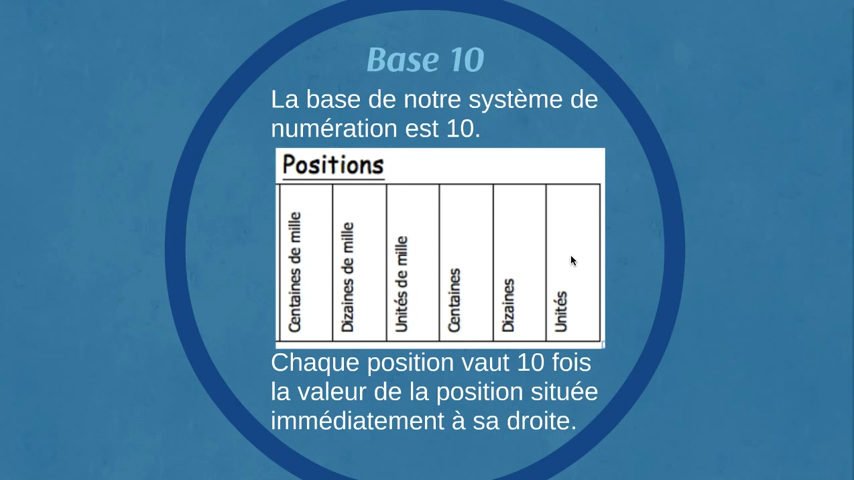 Base 10
La base de notre système de
numération est 10.
Positions
Centaines de mille
Dizaines de mille
Unités de mille
Centaines
Dizaines
Unités
Chaque position vaut 10 fois
la valeur de la position située
immédiatement à sa droite.